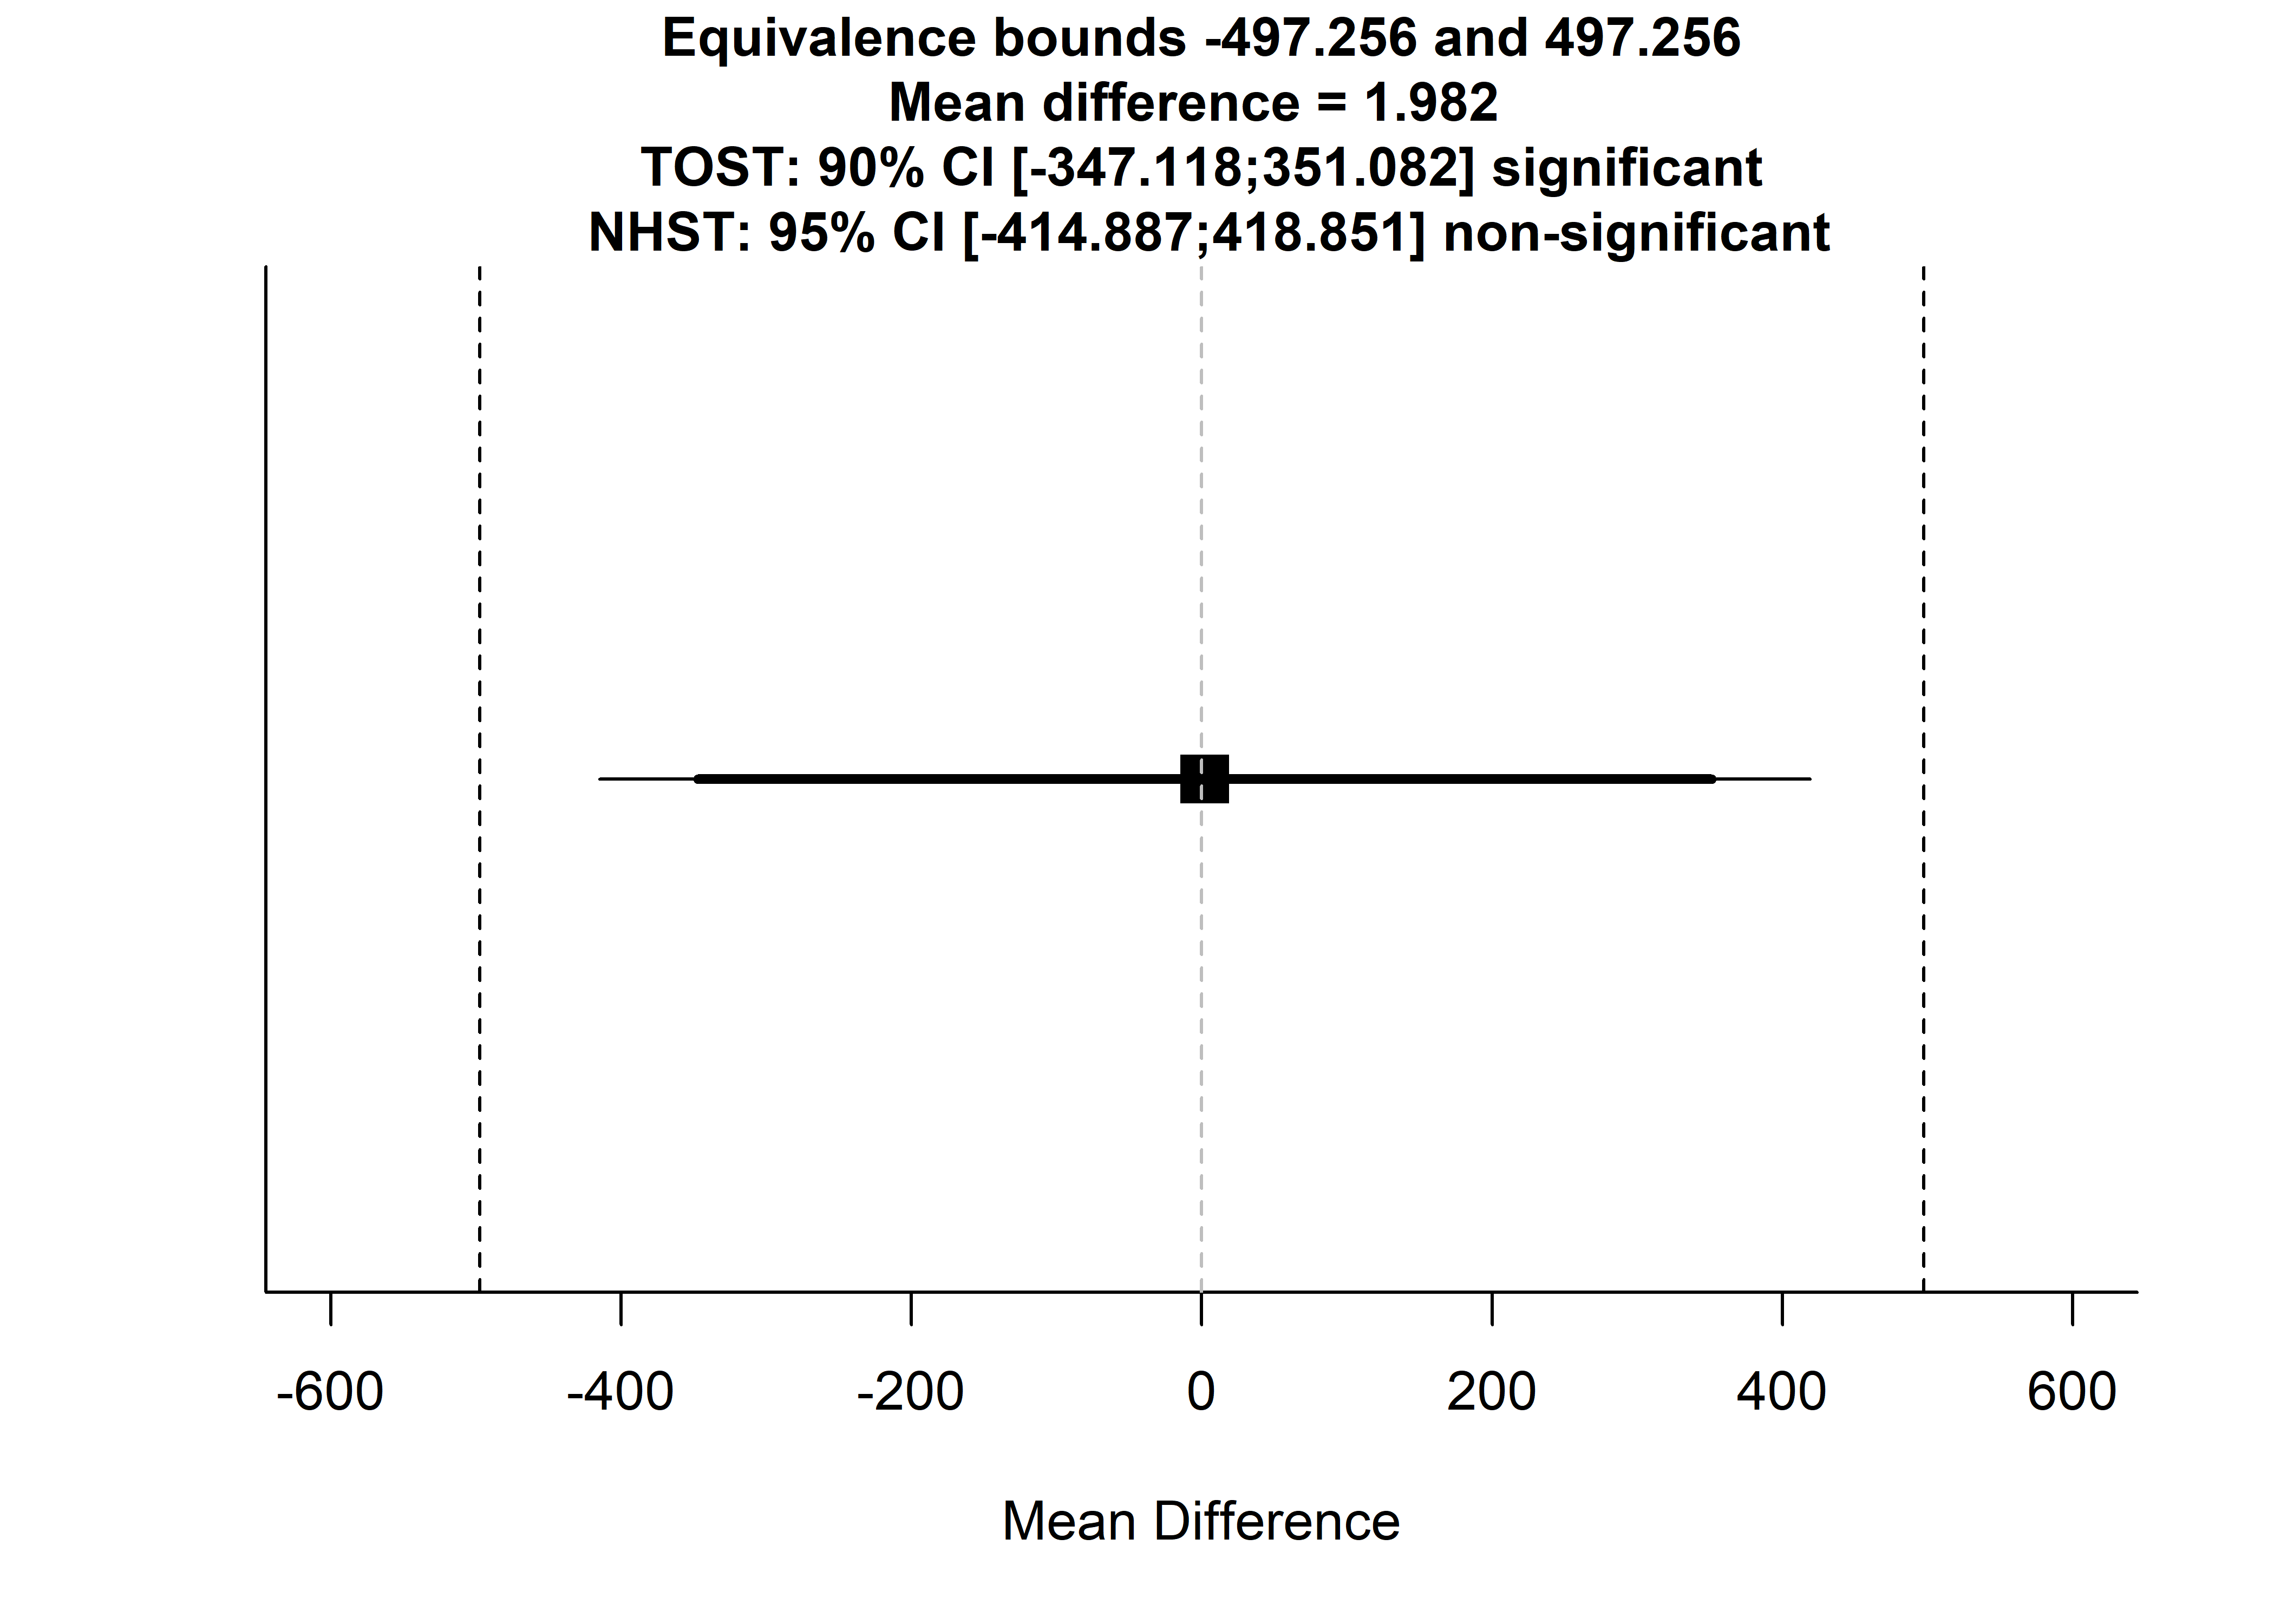 Equivalence bounds -497.256 and 497.256
Mean difference = 1.982
TOST: 90% CI [-347.118;351.082] significant
NHST: 95% CI [-414.887;418.851] non-significant
-600 -400 -200 0 200 400 600
Mean Difference